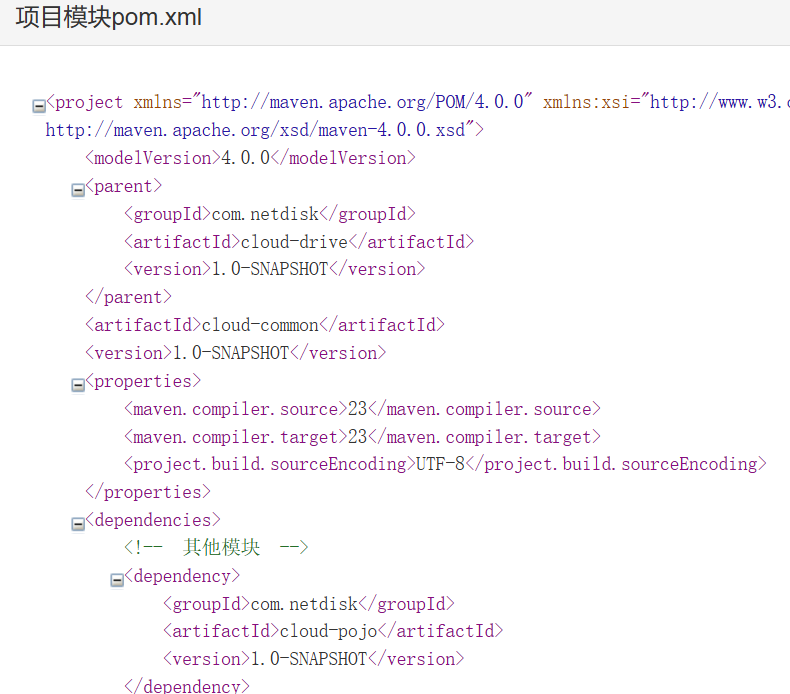 项目模块pom.xml
<project xmlns="http://maven.apache.org/POM/4.0.0" xmlns:xsi="http://www.w3.
http://maven.apache.org/xsd/maven-4.0.0.xsd">
<modelVersion>4.0.0</modelVersion>
<parent>
<groupId>com.netdisk</groupId>
<artifactId>cloud-drive</artifactId>
<version>1.0-SNAPSHOT</version>
</parent>
<artifactId>cloud-common</artifactId>
<version>1.0-SNAPSHOT</version>
<properties>
<maven.compiler.source>23</maven.compiler.source>
<maven.compiler.target>23</maven.compiler.target>
<project.build.sourceEncoding>UTF-8</project.build.sourceEncoding>
</properties>
<dependencies>
<!-- 其他模块 -->
<dependency>
<groupId>com.netdisk</groupId>
<artifactId>cloud-pojo</artifactId>
<version>1.0-SNAPSHOT</version>
</dependency>